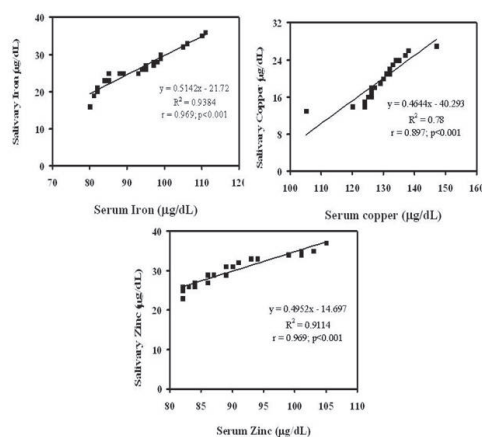 Salivary Iron (µg/dL)
40
30
20
10
0
70
80
90
100
110
120
y = 0.5142x - 21.72
R² = 0.9384
r = 0.969; p<0.001
Serum Iron (µg/dL)
Salivary Copper (µg/dL)
32
24
16
8
0
100
110
120
130
140
150
160
y = 0.4644x - 40.293
R² = 0.78
r = 0.897; p<0.001
Serum copper (µg/dL)
Salivary Zinc (µg/dL)
40
30
20
10
0
80
85
90
95
100
105
110
y = 0.4952x - 14.697
R² = 0.9114
r = 0.969; p<0.001
Serum Zinc (µg/dL)